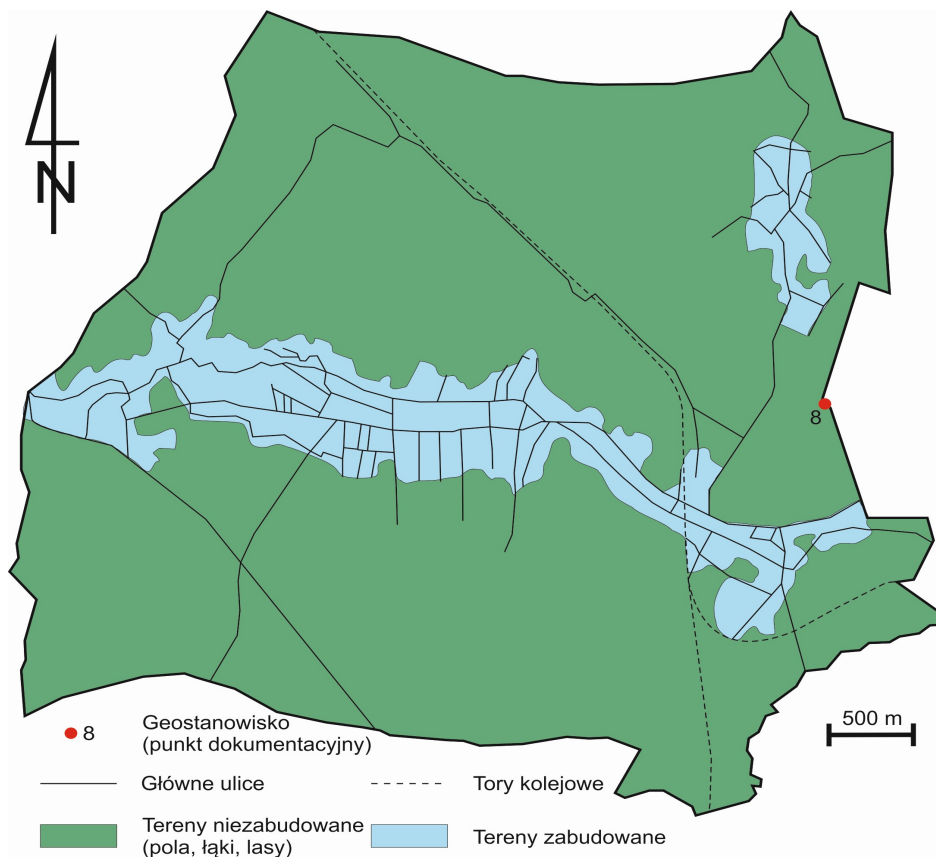 N
8
500 m
8
Geostanowisko
(punkt dokumentacyjny)
Główne ulice
Tory kolejowe
Tereny niezabudowane
(pola, łąki, lasy)
Tereny zabudowane